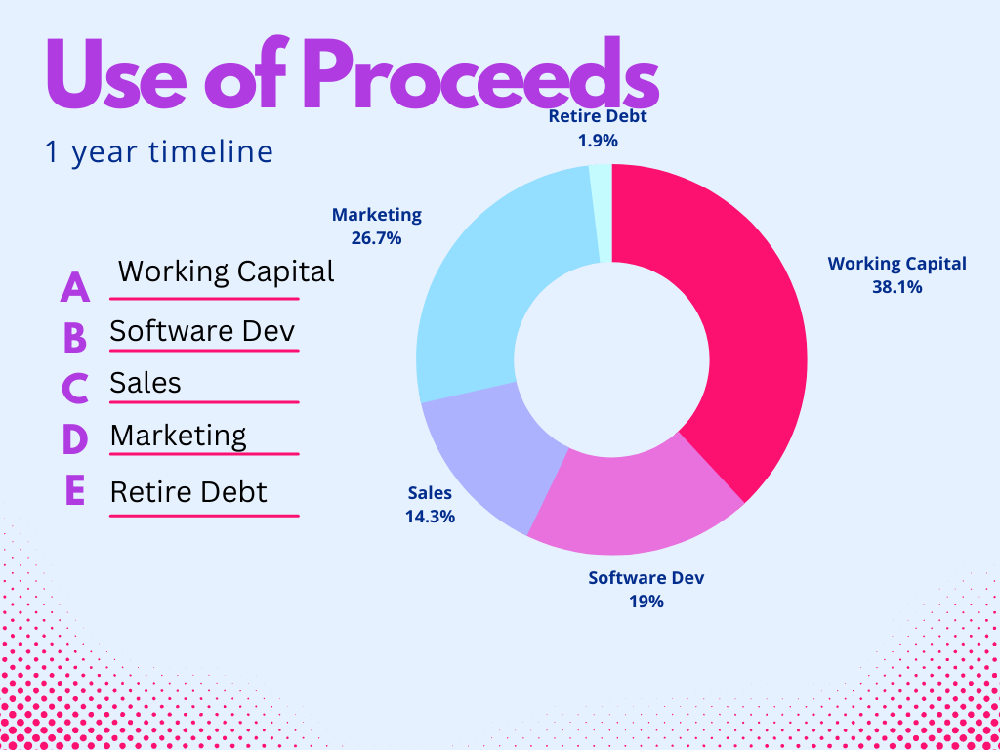 Use of Proceeds
1 year timeline
A Working Capital
B Software Dev
C Sales
D Marketing
E Retire Debt
Retire Debt
1.9%
Marketing
26.7%
Working Capital
38.1%
Sales
14.3%
Software Dev
19%